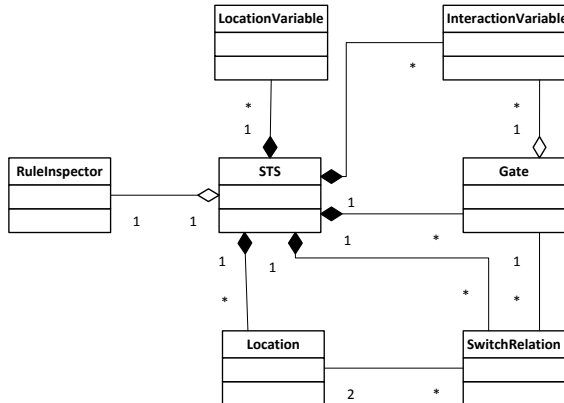 LocationVariable
InteractionVariable
*
*
*
1
1
RuleInspector
STS
Gate
1
1
1
1
*
1
1
1
*
*
*
Location
SwitchRelation
2
*